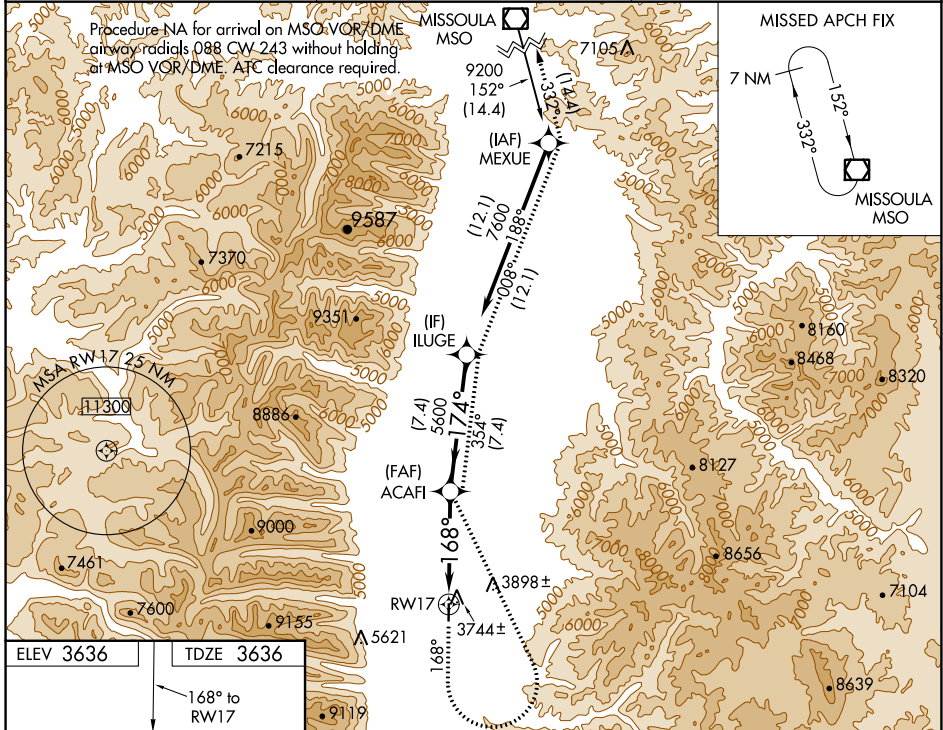 Procedure NA for arrival on MSO VOR/DME
airway radials 088 CW 243 without holding
at MSO VOR/DME. ATC clearance required.
MISSOULA
MSO
7105
9200
152°
(14.4)
332°
(14.4)
(IAF)
MEXUE
MISSED APCH FIX
7 NM
152°
332°
MISSOULA
MSO
7215
9587
7370
9351
(12.1)
7600
188°
008°
(12.1)
(IF)
ILUGE
8160
8468
8320
MSA RW17 25 NM
11300
8886
(7.4)
5600
174°
354°
(7.4)
(FAF)
ACAFI
8127
9000
168°
8656
7461
7600
9155
RW17
3898±
3744±
7104
5621
168°
8639
9119
ELEV 3636
TDZE 3636
168° to
RW17
5000
6000
7000
8000